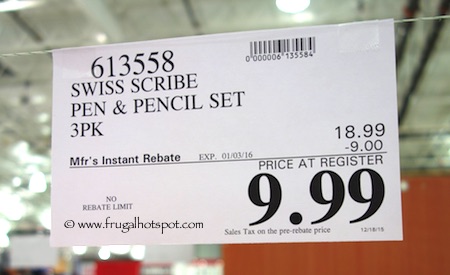 613558
0000006135584
SWISS SCRIBE
PEN & PENCIL SET
3PK
18.99
Mfr's Instant Rebate EXP. 01/03/16 -9.00
PRICE AT REGISTER
9.99
NO
REBATE LIMIT
© www.frugalhotspot.com
Sales Tax on the pre-rebate price 12/18/15